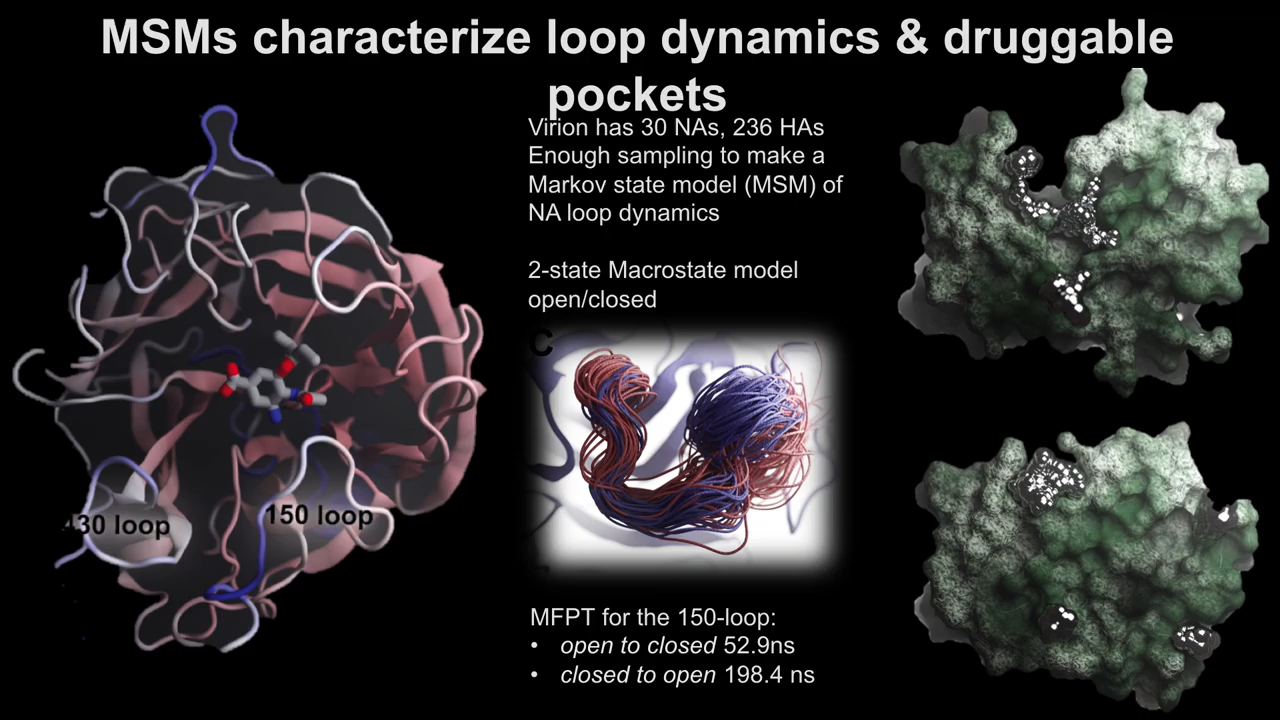 MSMs characterize loop dynamics & druggable
pockets
Virion has 30 NAs, 236 HAs
Enough sampling to make a
Markov state model (MSM) of
NA loop dynamics
2-state Macrostate model
open/closed
C
430 loop
150 loop
MFPT for the 150-loop:
• open to closed 52.9ns
• closed to open 198.4 ns